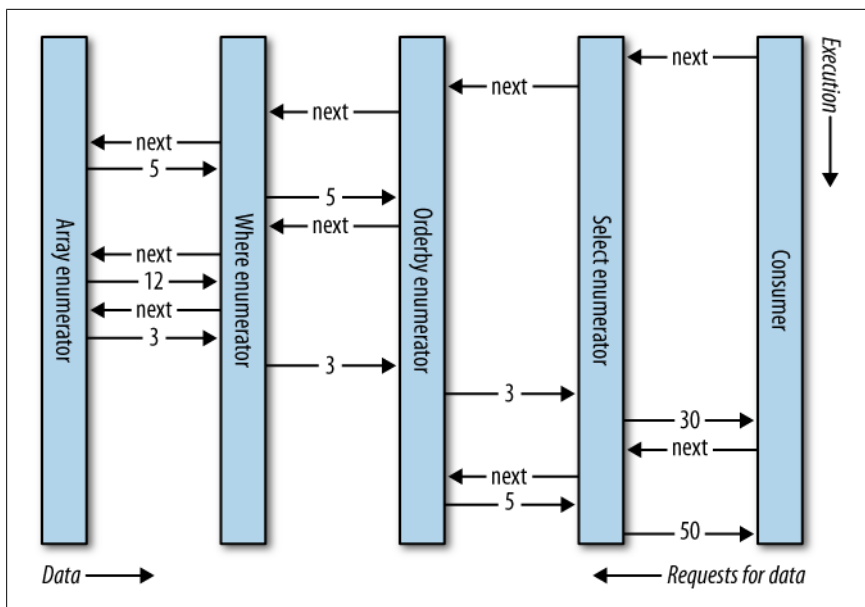 next
Execution
next
next
next
5
5
next
next
12
next
3
3
3
30
next
next
5
50
Array enumerator
Where enumerator
Orderby enumerator
Select enumerator
Consumer
Data
Requests for data